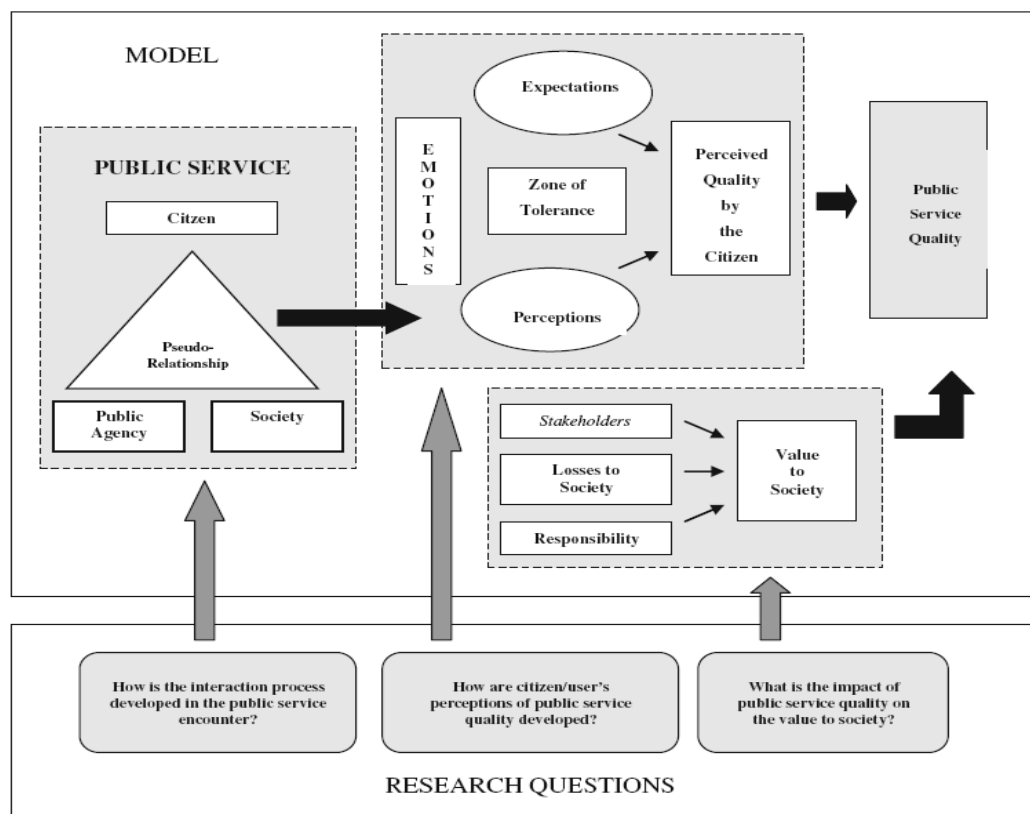 MODEL
PUBLIC SERVICE
Citzen
Pseudo-
Relationship
Public
Agency
Society
E
M
O
T
I
O
N
S
Expectations
Zone of
Tolerance
Perceptions
Perceived
Quality
by
the
Citizen
Public
Service
Quality
Stakeholders
Losses to
Society
Responsibility
Value
to
Society
How is the interaction process
developed in the public service
encounter?
How are citizen/user's
perceptions of public service
quality developed?
What is the impact of
public service quality on
the value to society?
RESEARCH QUESTIONS